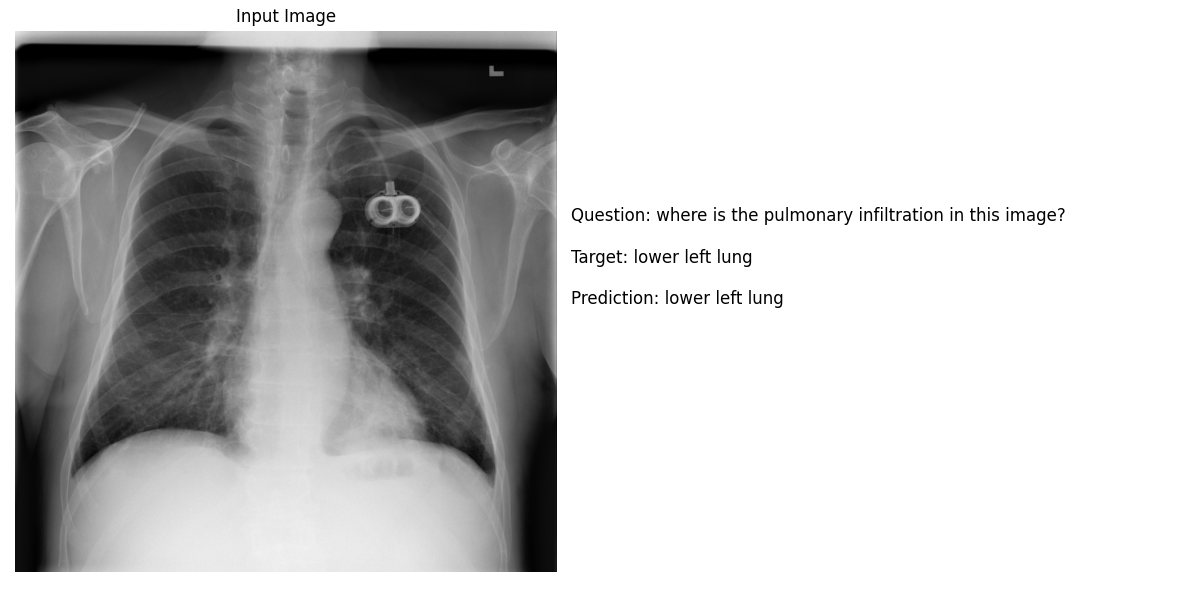 Input Image
L
Question: where is the pulmonary infiltration in this image?
Target: lower left lung
Prediction: lower left lung